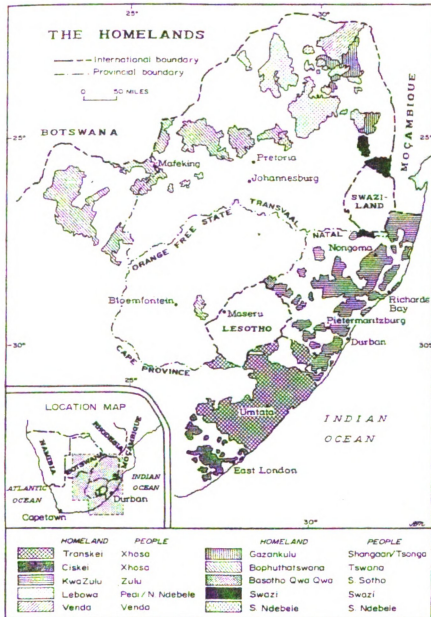 25°
30°
THE HOMELANDS
International boundary
Provincial boundary
0 50 MILES
BOTSWANA
MOÇAMBIQUE
25°
25°
Mafeking
Pretoria
Johannesburg
SWAZI-
LAND
TRANSVAAL
ORANGE FREE STATE
NATAL
Nongoma
Bloemfontein
Maseru
LESOTHO
Richards
Bay
Pietermaritzburg
Durban
30°
30°
CAPE PROVINCE
25°
LOCATION MAP
Umtata
INDIAN
OCEAN
NAMIBIA
BOTSWANA
MOCAMBIQUE
ATLANTIC
OCEAN
INDIAN
OCEAN
Durban
Capetown
East London
30°
HOMELAND PEOPLE HOMELAND PEOPLE
Transkei Xhosa Gazankulu Shangaan/Tsonga
Ciskei Xhosa Bophuthatswana Tswana
KwaZulu Zulu Basotho Qwa Qwa S Sotho
Lebowa Pedi/N Ndebele Swazi Swazi
Venda Venda S Ndebele S Ndebele